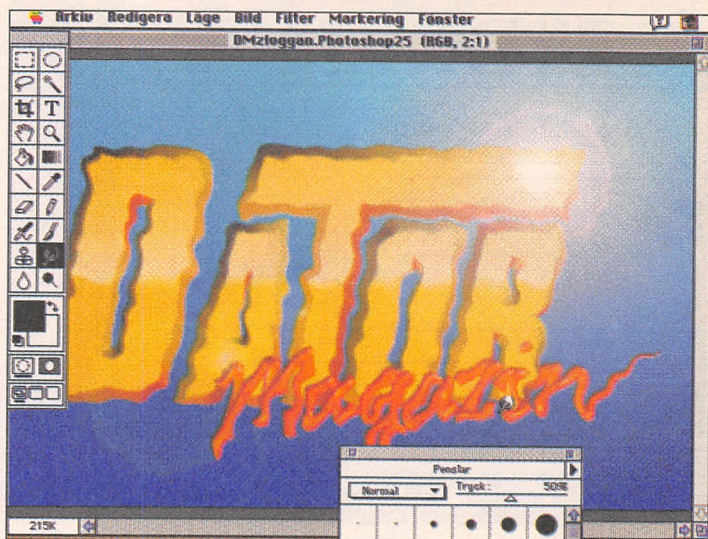 Arkiv Redigera Läge Bild Filter Markering Fönster
DMzloggan.Photoshop25 (RGB, 2:1)
T
DATOR
Magazin
Penslar
Normal Tryck: 50%
215K